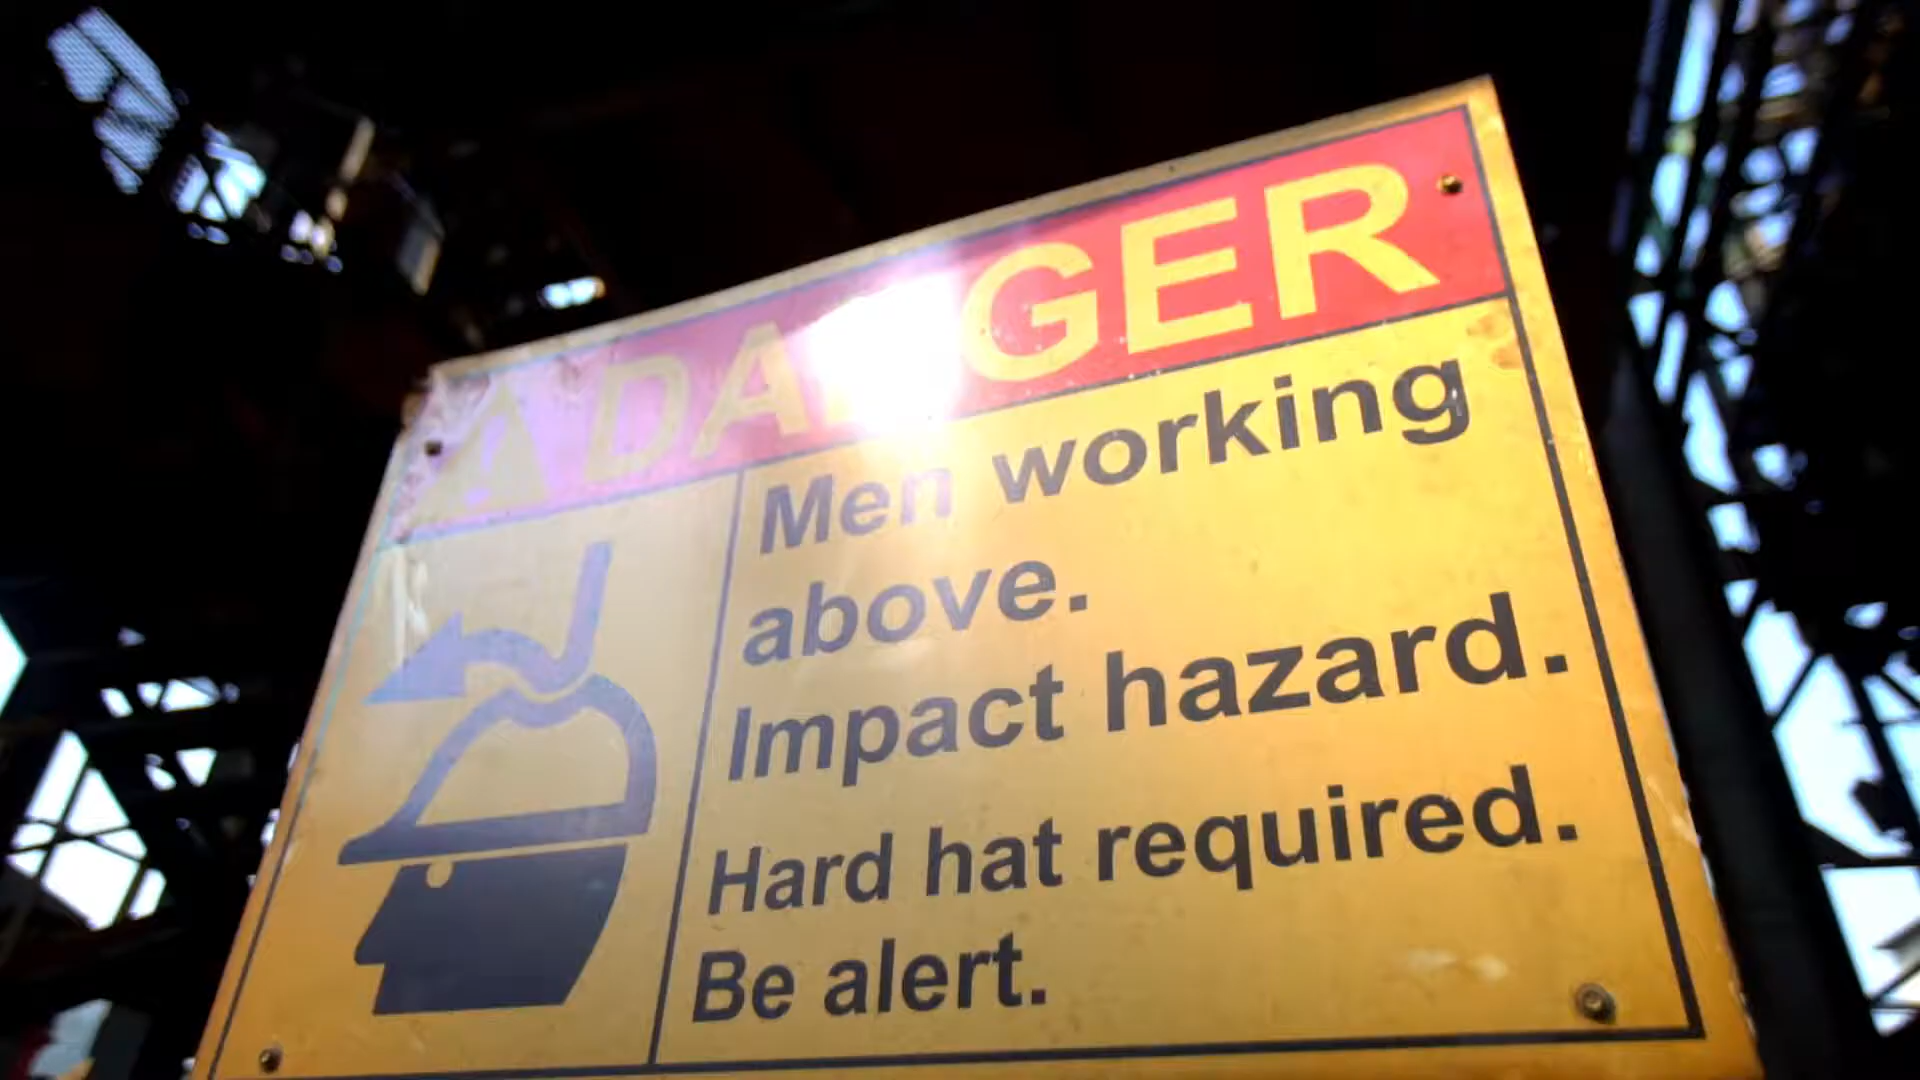 DANGER
Men working
above.
Impact hazard.
Hard hat required.
Be alert.